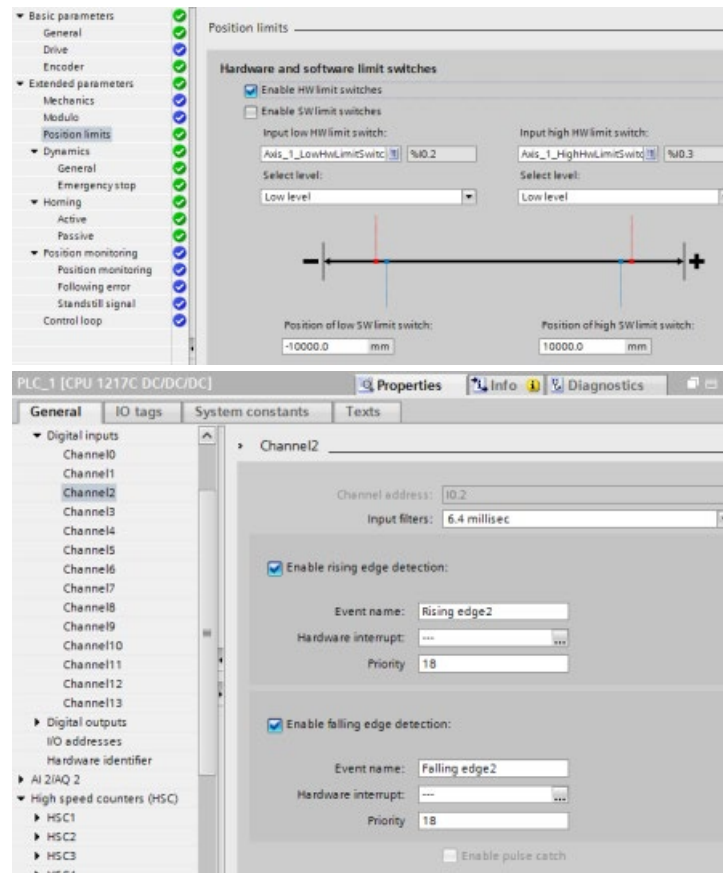 Basic parameters
General
Drive
Encoder
Extended parameters
Mechanics
Modulo
Position limits
Dynamics
General
Emergency stop
Homing
Active
Passive
Position monitoring
Position monitoring
Following error
Standstill signal
Control loop
Position limits
Hardware and software limit switches
Enable HW limit switches
Enable SW limit switches
Input low HW limit switch: Input high HW limit switch:
Axis_1_LowHwLimitSwitc %I0.2 Axis_1_HighHwLimitSwitc %I0.3
Select level: Select level:
Low level Low level
Position of low SW limit switch: Position of high SW limit switch:
-10000.0 mm 10000.0 mm
PLC_1 [CPU 1217C DC/DC/DC] Properties Info Diagnostics
General IO tags System constants Texts
Digital inputs
Channel0
Channel1
Channel2
Channel3
Channel4
Channel5
Channel6
Channel7
Channel8
Channel9
Channel10
Channel11
Channel12
Channel13
Digital outputs
I/O addresses
Hardware identifier
AI 2/AQ 2
High speed counters (HSC)
HSC1
HSC2
HSC3
Channel2
Channel address: I0.2
Input filters: 6.4 millisec
Enable rising edge detection:
Event name: Rising edge2
Hardware interrupt: --- ...
Priority 18
Enable falling edge detection:
Event name: Falling edge2
Hardware interrupt: --- ...
Priority 18
Enable pulse catch